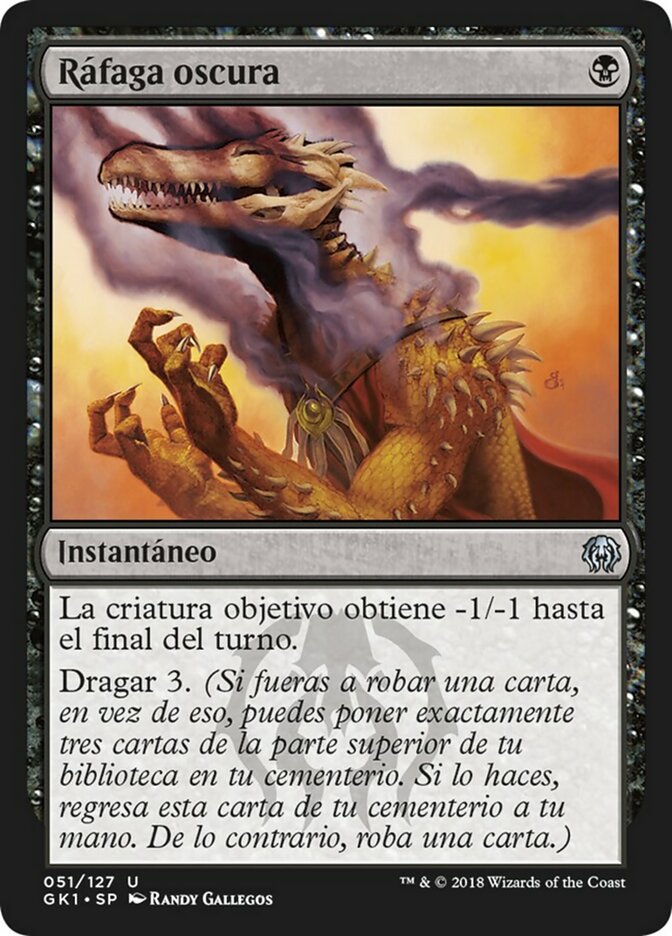 Ráfaga oscura
Instantáneo
La criatura objetivo obtiene -1/-1 hasta
el final del turno.
Dragar 3. (Si fueras a robar una carta,
en vez de eso, puedes poner exactamente
tres cartas de la parte superior de tu
biblioteca en tu cementerio. Si lo haces,
regresa esta carta de tu cementerio a tu
mano. De lo contrario, roba una carta.)
051/127 U
GK1 • SP Randy Gallegos
™ & © 2018 Wizards of the Coast